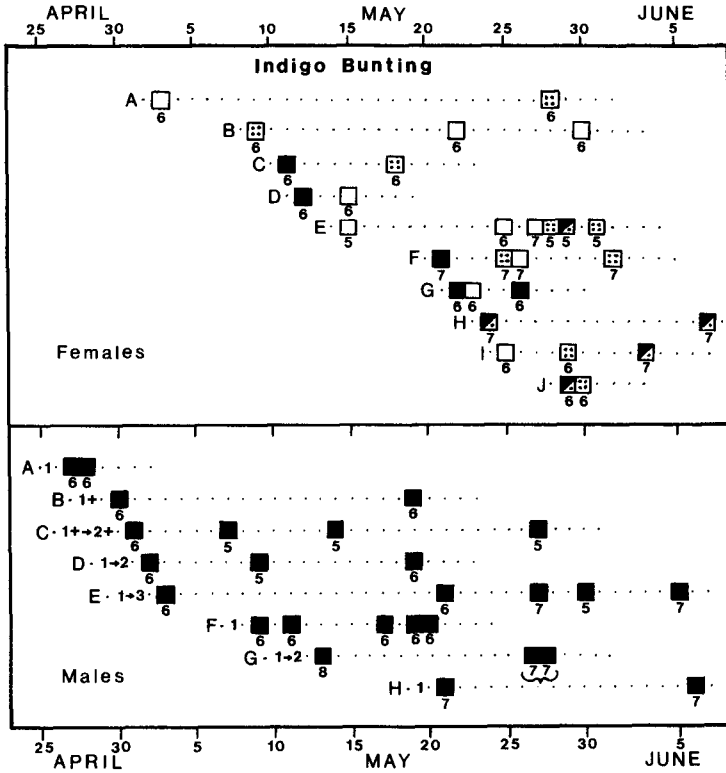 APRIL MAY JUNE
25 30 5 10 15 20 25 30 5
Indigo Bunting
A
6 6
B
6 6 6
C
6 6
D
6 6
E
5 6 7 5 5 5
F
7 7 7 7
G
6 6 6
H
7 7
I
6 6 7
J
6 6
Females
A · 1
6 6
B · 1+
6 6
C · 1+→2+
6 5 5 5
D · 1→2
6 5 6
E · 1→3
6 6 7 5 7
F · 1
6 6 6 6 6
G · 1→2
8 7 7
Males
H · 1
7 7
25 30 5 10 15 20 25 30 5
APRIL MAY JUNE